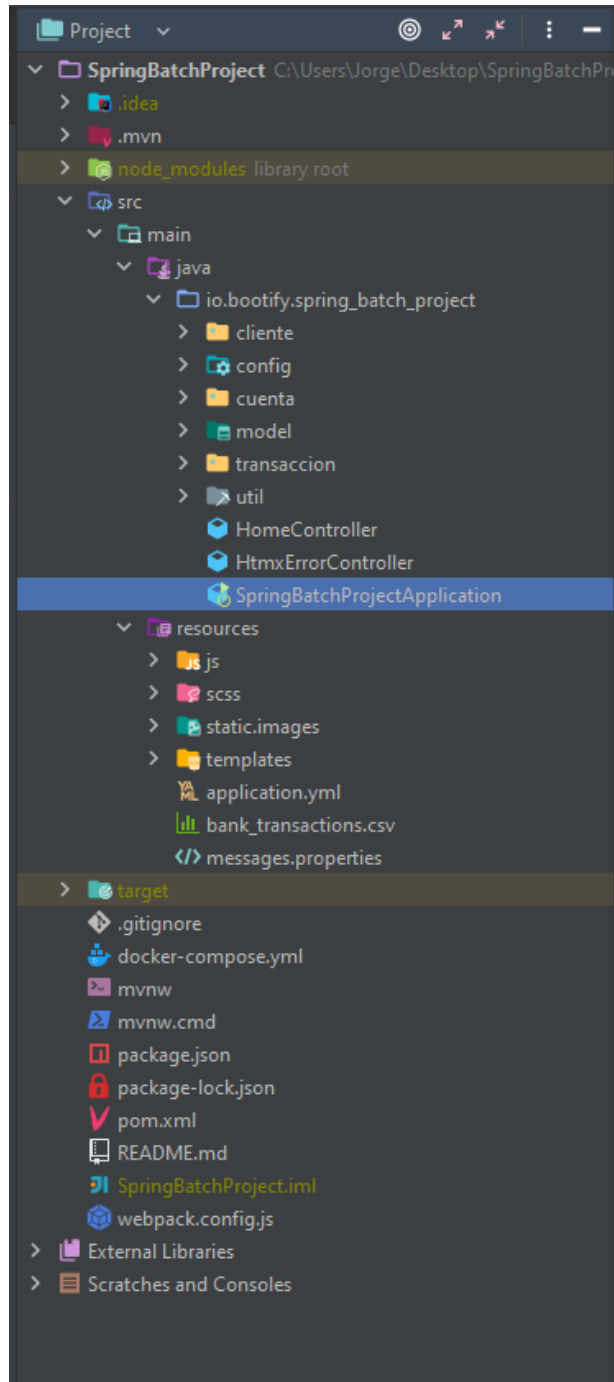 Project
SpringBatchProject C:\Users\Jorge\Desktop\SpringBatchPr
.idea
.mvn
node_modules library root
src
main
java
io.bootify.spring_batch_project
cliente
config
cuenta
model
transaccion
util
HomeController
HtmxErrorController
SpringBatchProjectApplication
resources
js
scss
static.images
templates
application.yml
bank_transactions.csv
messages.properties
target
.gitignore
docker-compose.yml
mvnw
mvnw.cmd
package.json
package-lock.json
pom.xml
README.md
SpringBatchProject.iml
webpack.config.js
External Libraries
Scratches and Consoles